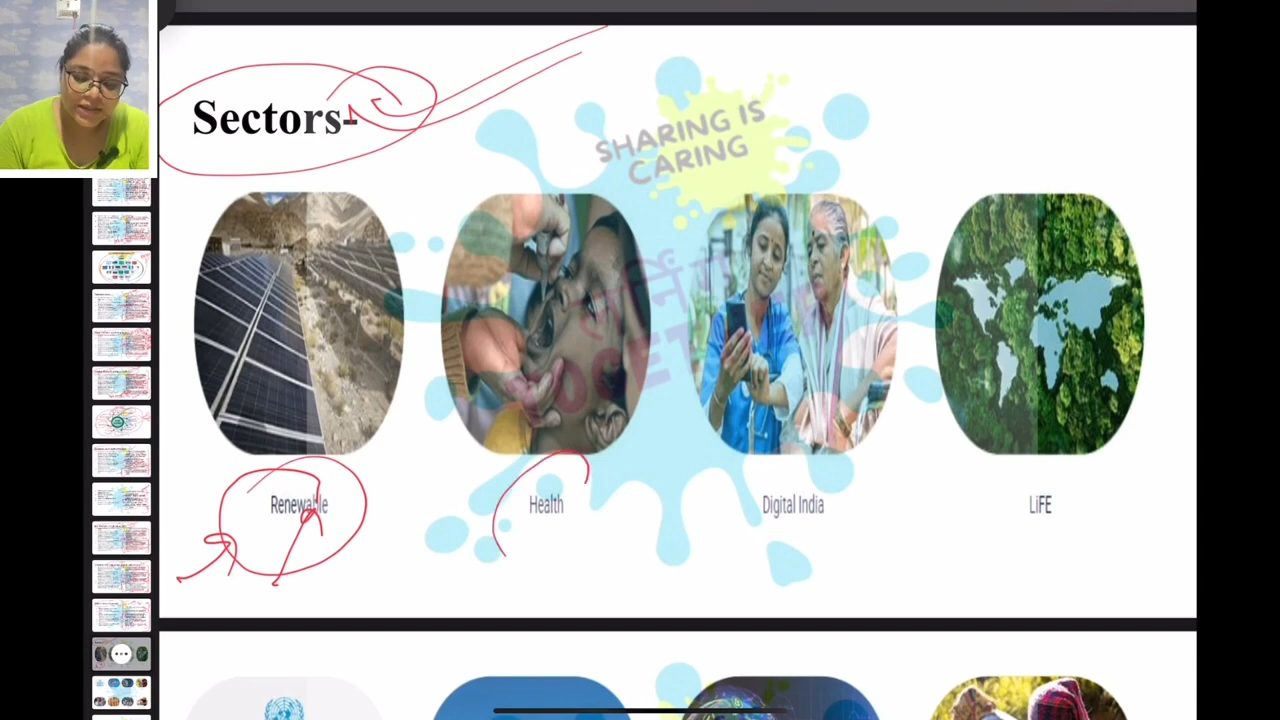 Sectors-
SHARING IS
CARING
Renewable
Health
Digital India
LiFE